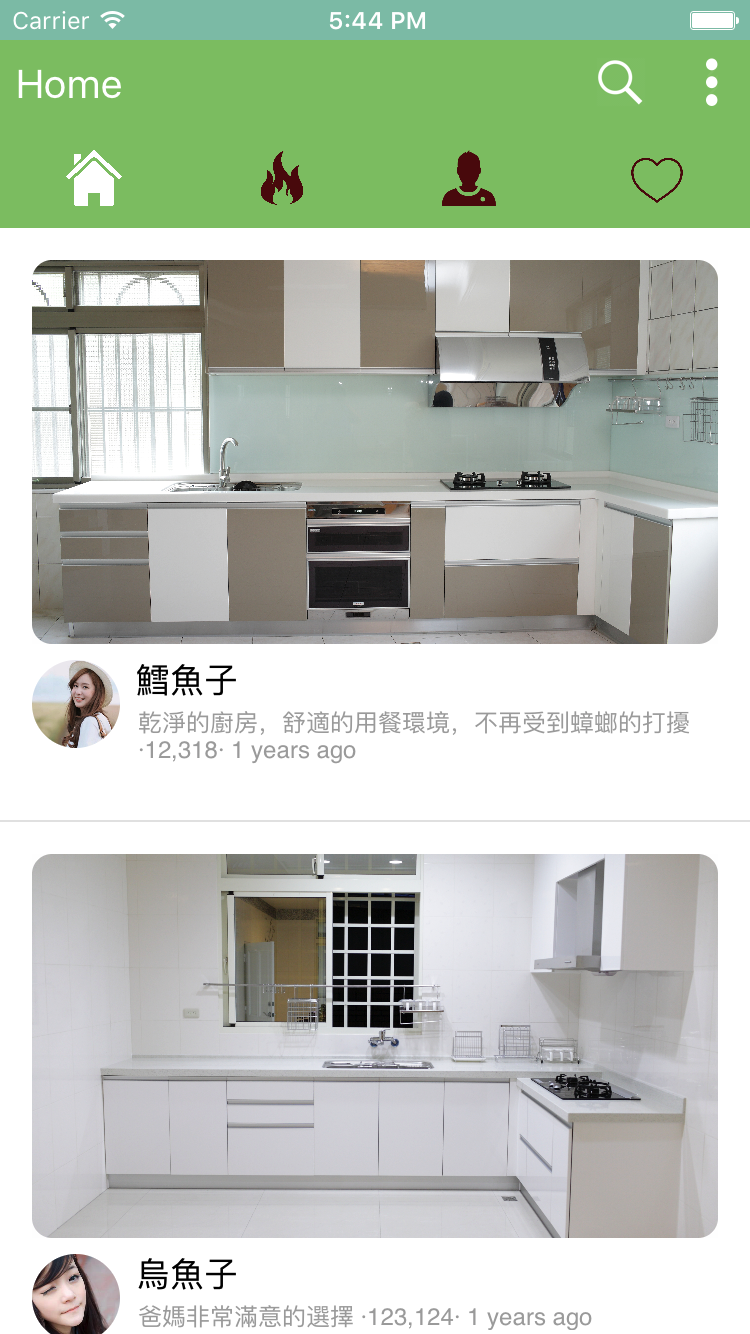 Carrier 5:44 PM
Home
鱈魚子
乾淨的廚房，舒適的用餐環境，不再受到蟑螂的打擾
·12,318· 1 years ago
烏魚子
爸媽非常滿意的選擇 ·123,124· 1 years ago